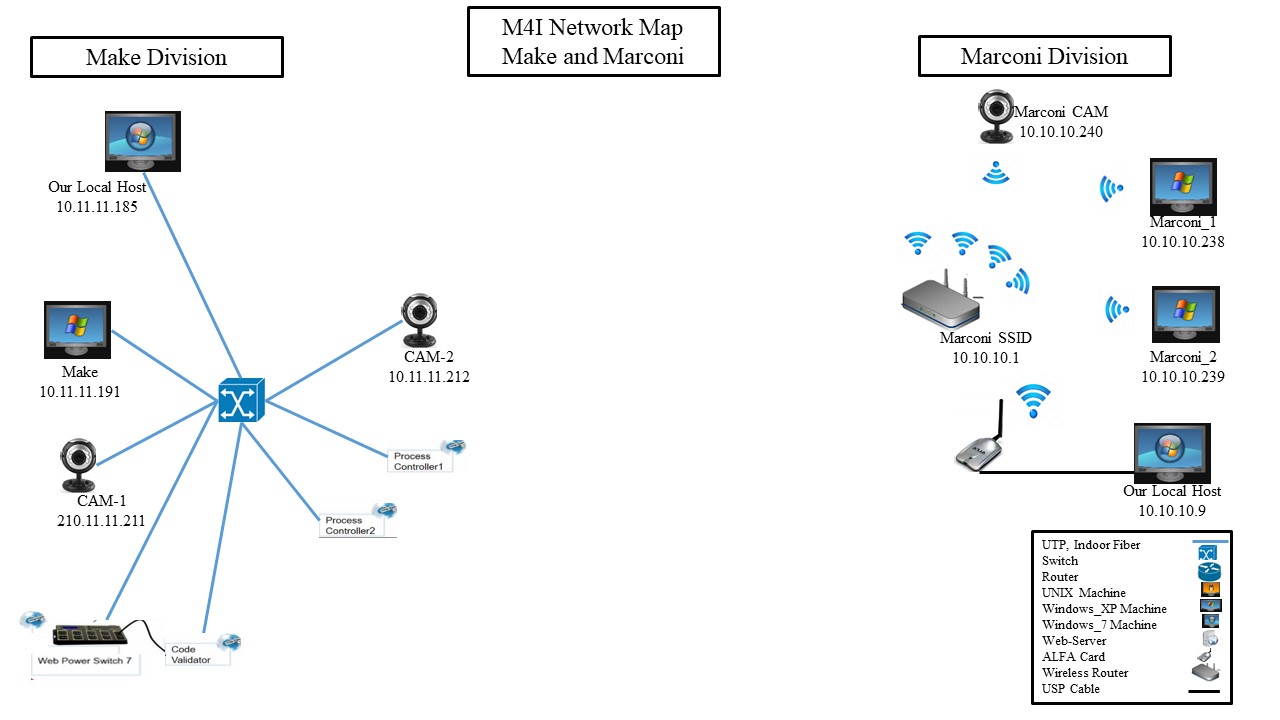 M4I Network Map
Make and Marconi
Make Division
Marconi Division
Our Local Host
10.11.11.185
Make
10.11.11.191
CAM-1
210.11.11.211
CAM-2
10.11.11.212
Process
Controller1
Process
Controller2
Web Power Switch 7
Code
Validator
Marconi CAM
10.10.10.240
Marconi_1
10.10.10.238
Marconi SSID
10.10.10.1
Marconi_2
10.10.10.239
Our Local Host
10.10.10.9
UTP, Indoor Fiber
Switch
Router
UNIX Machine
Windows_XP Machine
Windows_7 Machine
Web-Server
ALFA Card
Wireless Router
USP Cable